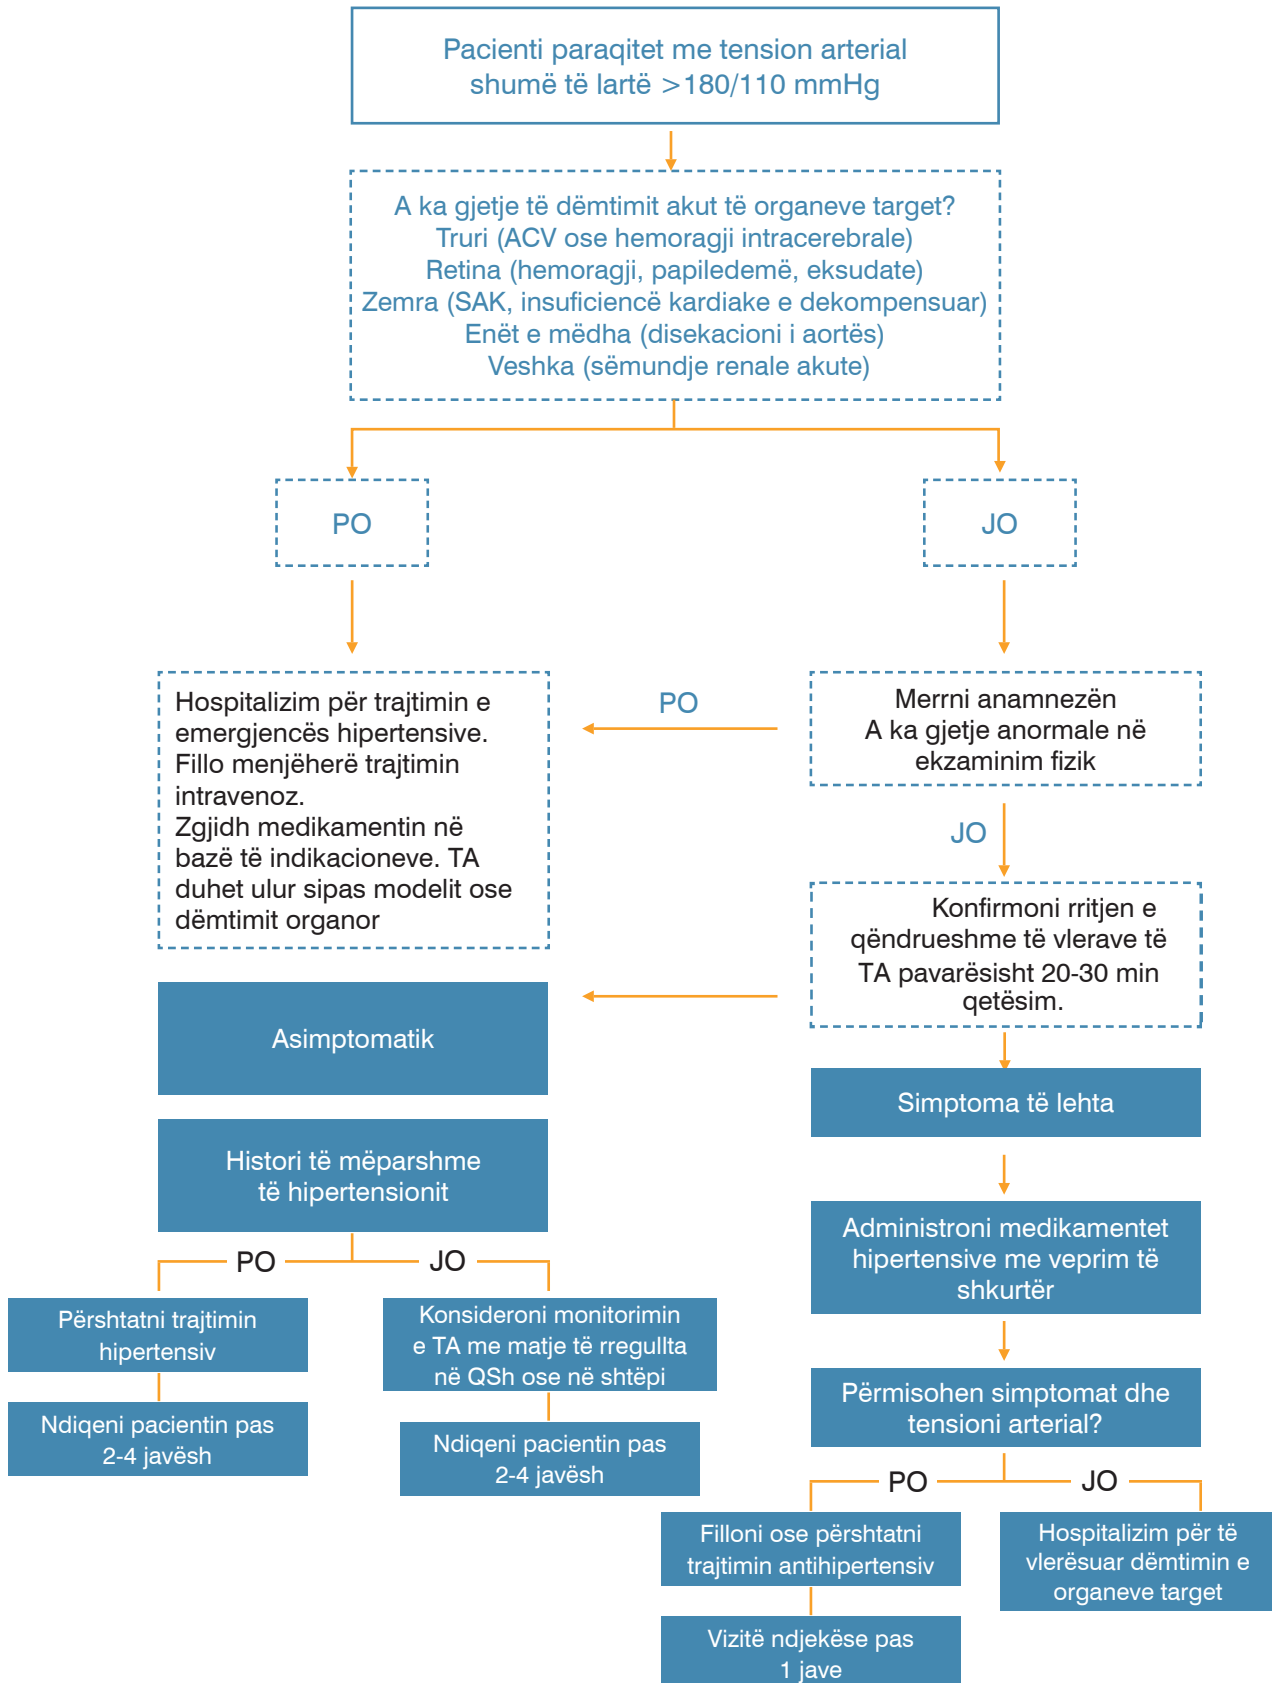 Pacienti paraqitet me tension arterial
shumë të lartë >180/110 mmHg
A ka gjetje të dëmtimit akut të organeve target?
Truri (ACV ose hemoragji intracerebrale)
Retina (hemoragji, papiledemë, eksudate)
Zemra (SAK, insuficiencë kardiake e dekompensuar)
Enët e mëdha (disekacioni i aortës)
Veshka (sëmundje renale akute)
PO
JO
Hospitalizim për trajtimin e
emergjencës hipertensive.
Fillo menjëherë trajtimin
intravenoz.
Zgjidh medikamentin në
bazë të indikacioneve. TA
duhet ulur sipas modelit ose
dëmtimit organor
PO
Merrni anamnezën
A ka gjetje anormale në
ekzaminim fizik
JO
Konfirmoni rritjen e
qëndrueshme të vlerave të
TA pavarësisht 20-30 min
qetësim.
Asimptomatik
Simptoma të lehta
Histori të mëparshme
të hipertensionit
Administroni medikamentet
hipertensive me veprim të
shkurtër
PO
JO
Përshtatni trajtimin
hipertensiv
Konsideroni monitorimin
e TA me matje të rregullta
në QSh ose në shtëpi
Ndiqeni pacientin pas
2-4 javësh
Ndiqeni pacientin pas
2-4 javësh
Përmisohen simptomat dhe
tensioni arterial?
PO
JO
Filloni ose përshtatni
trajtimin antihipertensiv
Hospitalizim për të
vlerësuar dëmtimin e
organeve target
Vizitë ndjekëse pas
1 jave